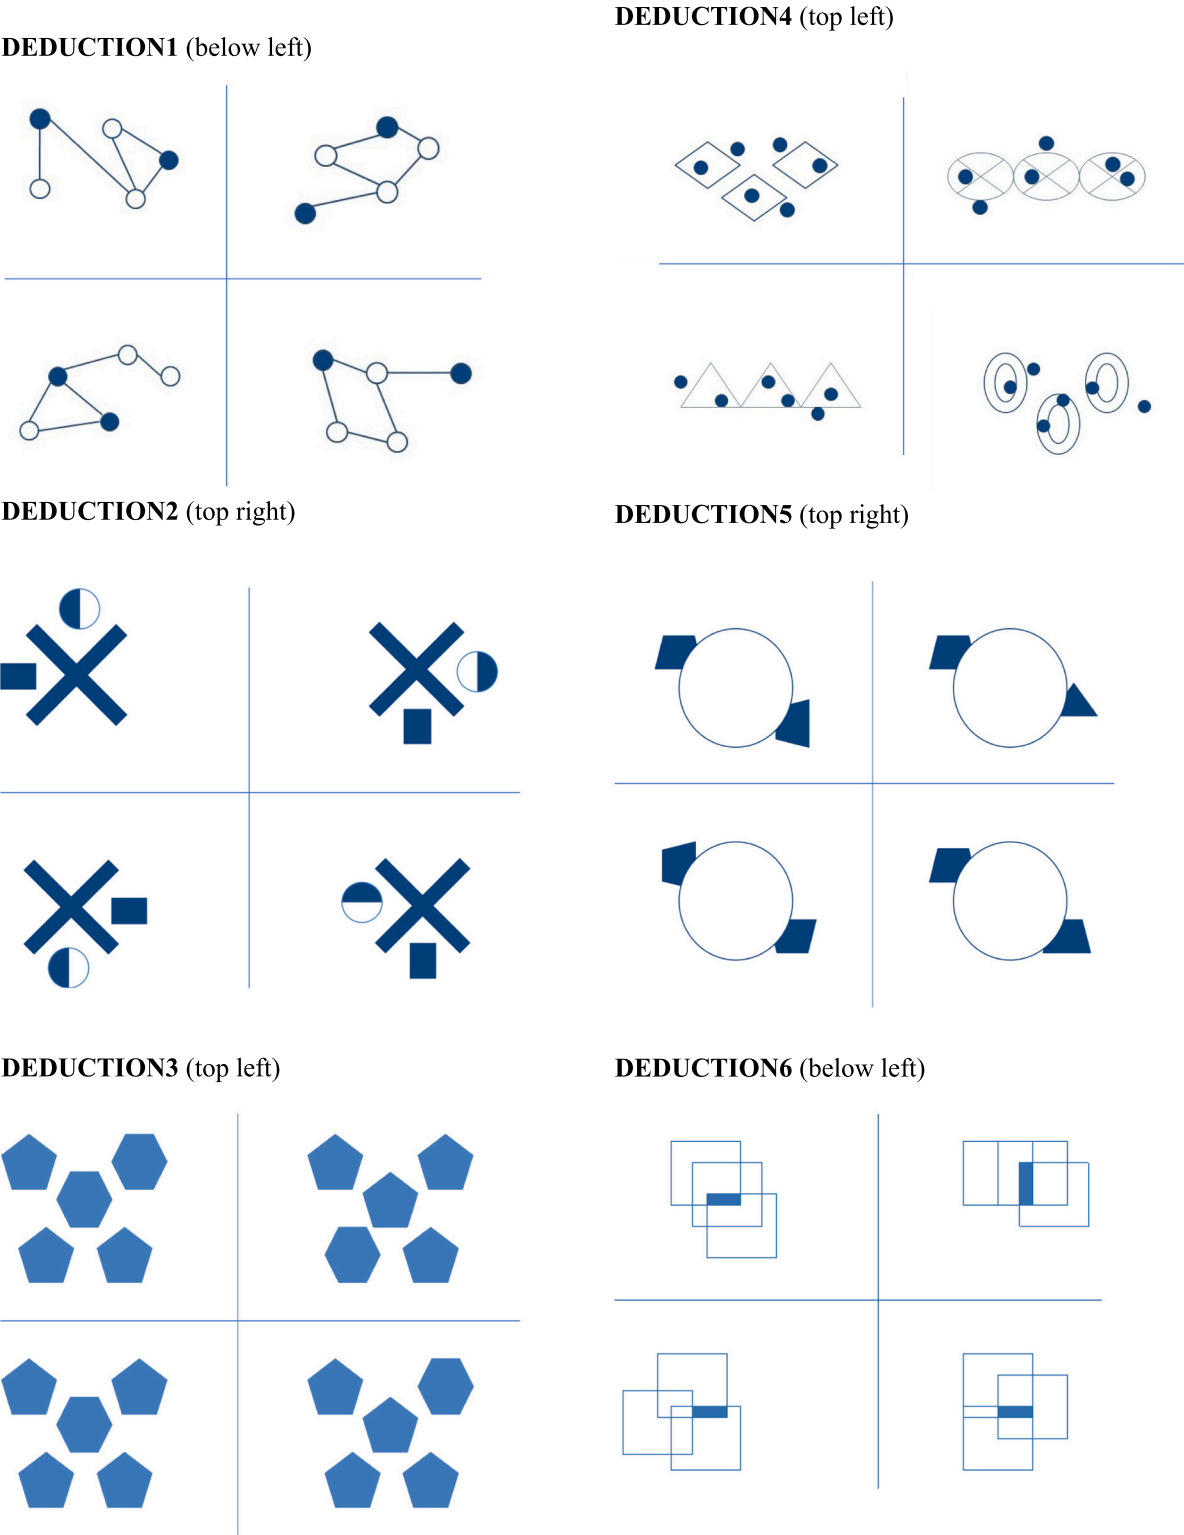 DEDUCTION1 (below left)
DEDUCTION2 (top right)
DEDUCTION3 (top left)
DEDUCTION4 (top left)
DEDUCTION5 (top right)
DEDUCTION6 (below left)